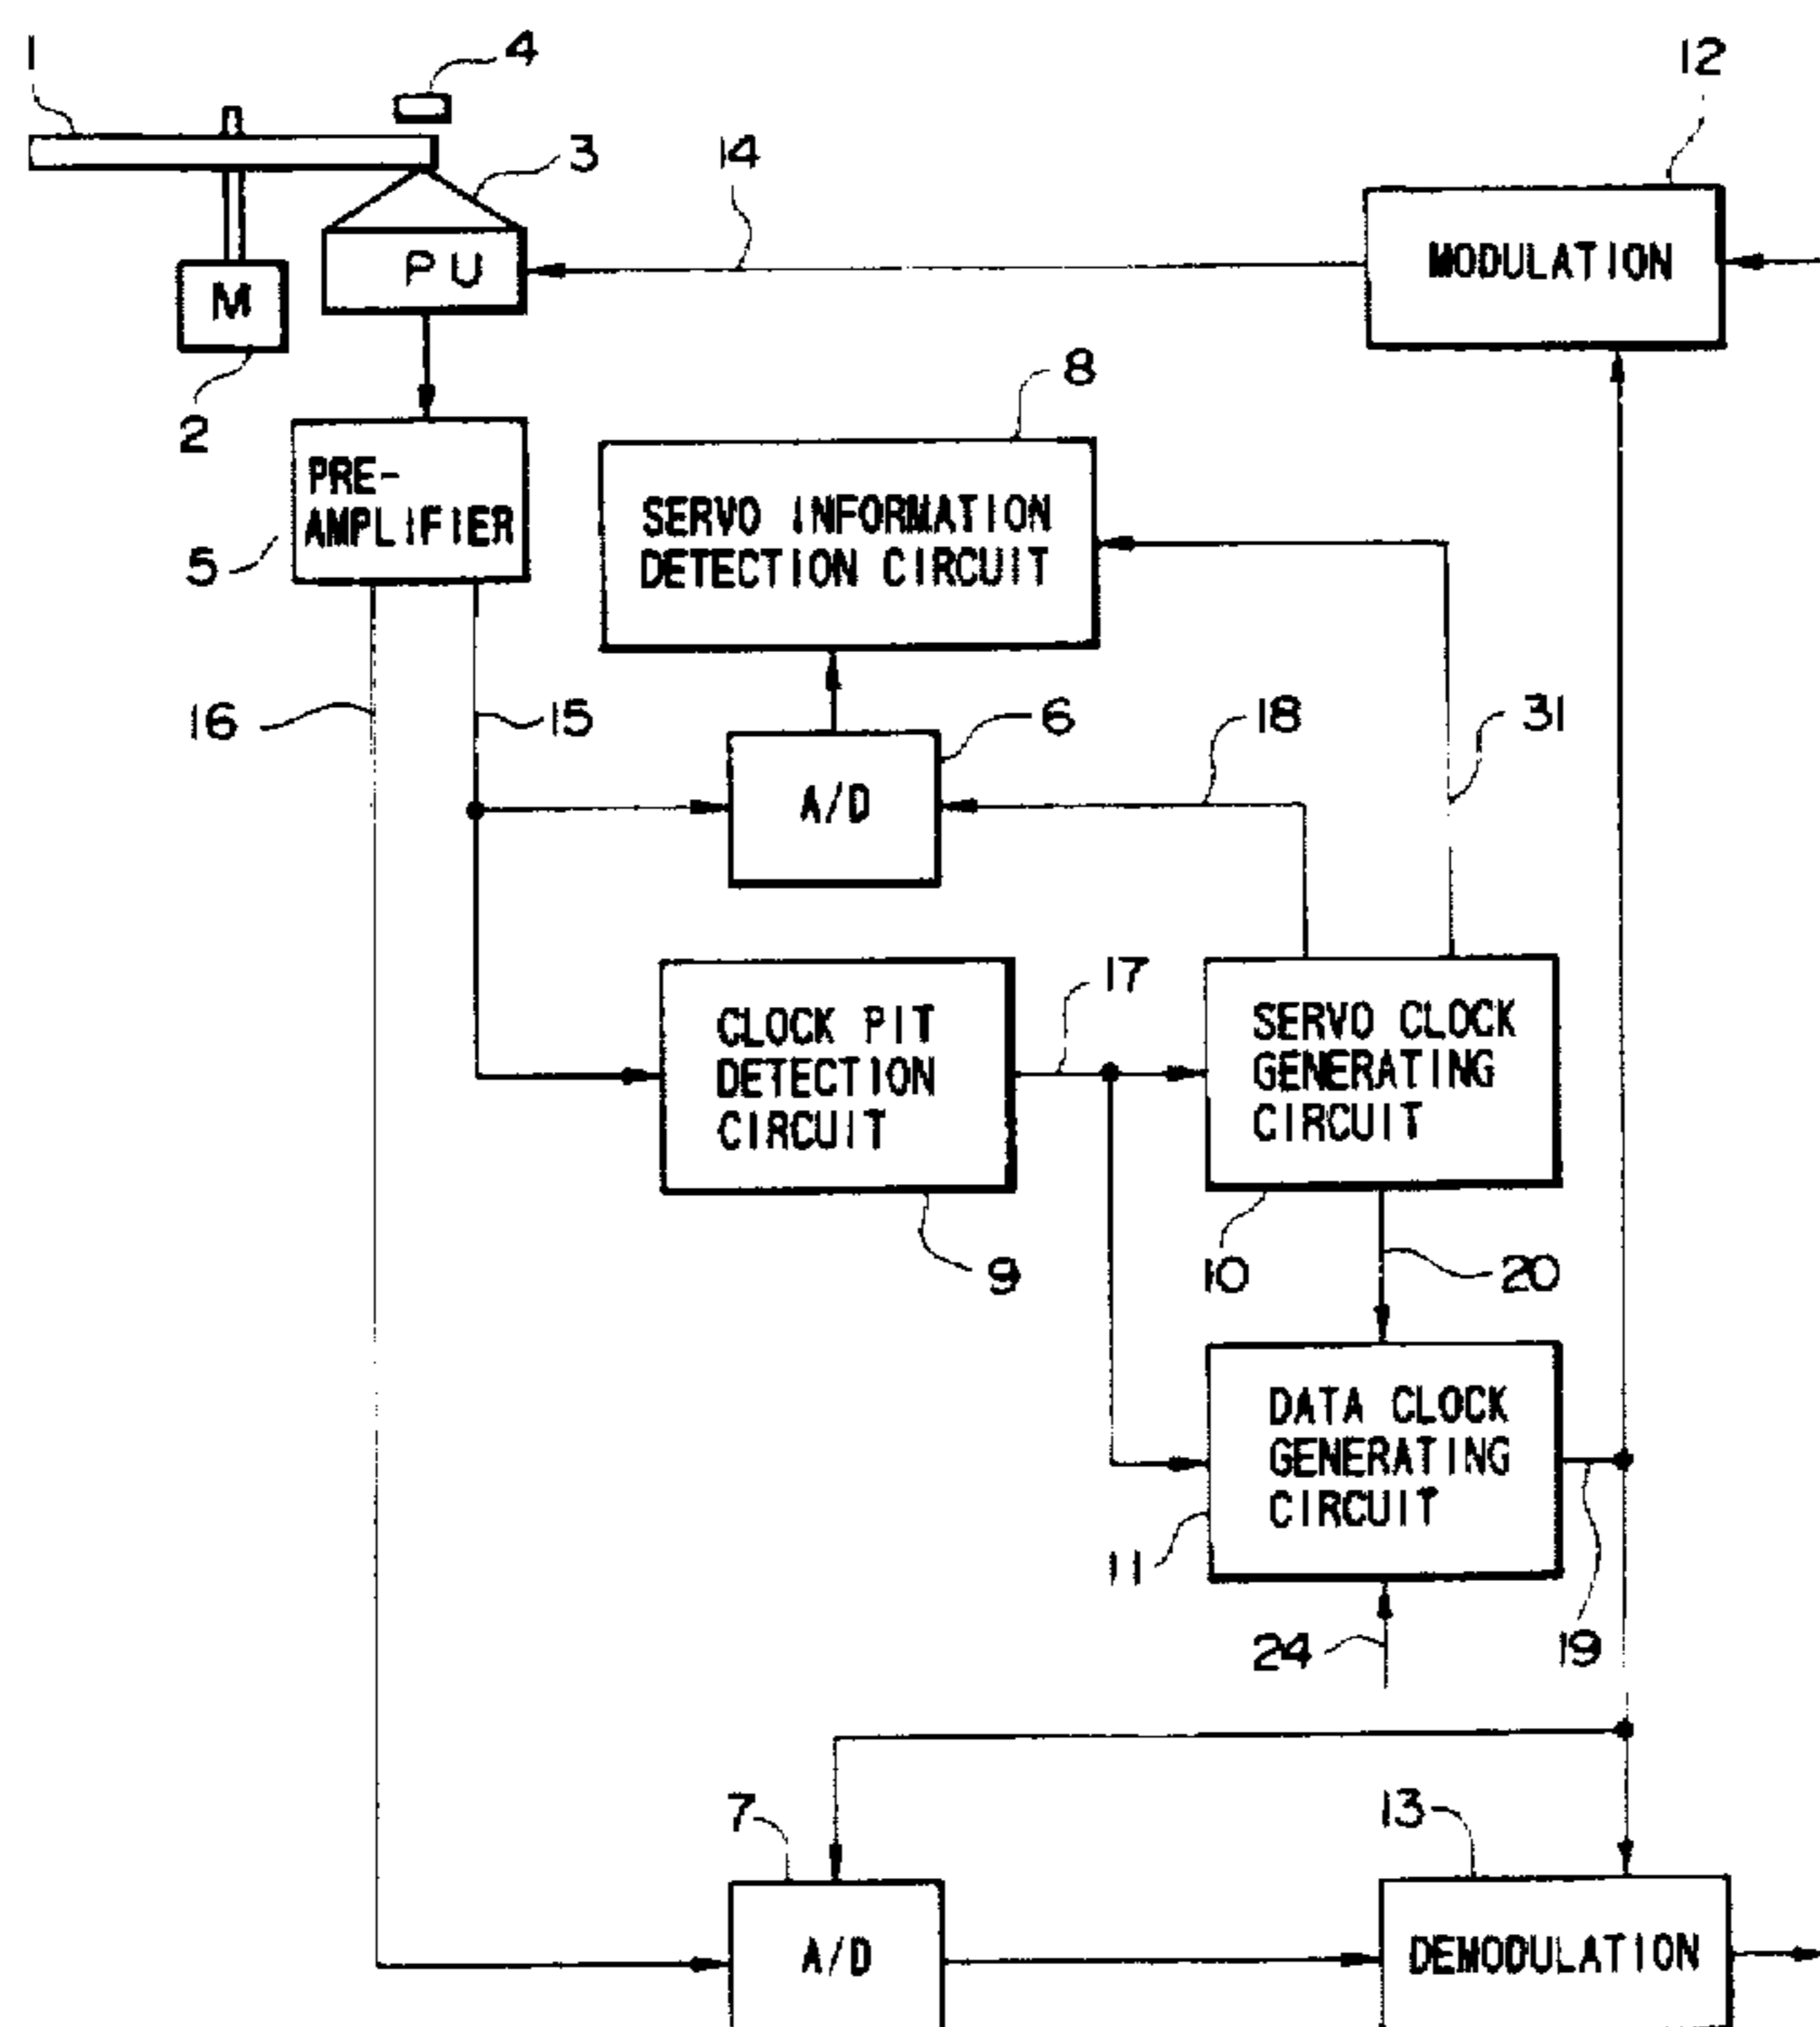 1
4
12
3
14
MODULATION
PU
M
8
2
PRE-
AMPLIFIER
SERVO INFORMATION
DETECTION CIRCUIT
5
16
15
6
18
31
A/D
17
CLOCK PIT
DETECTION
CIRCUIT
SERVO CLOCK
GENERATING
CIRCUIT
9
10
20
DATA CLOCK
GENERATING
CIRCUIT
11
24
19
7
13
A/D
DEMODULATION